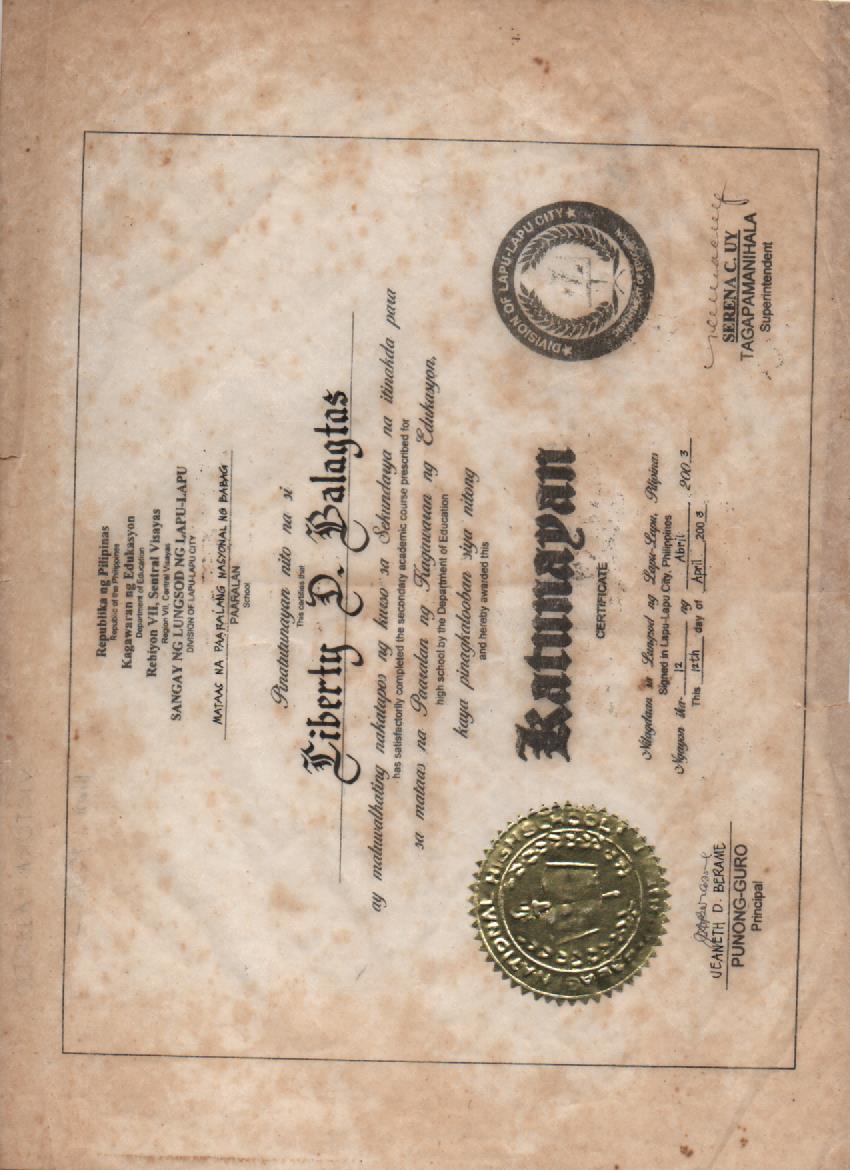 Republika ng Pilipinas
Republic of the Philippines
Kagawaran ng Edukasyon
Department of Education
Rehiyon VII, Sentral Visayas
Region VII, Central Visayas
SANGAY NG LUNGSOD NG LAPU-LAPU
DIVISION OF LAPU-LAPU CITY
MATAAS NA PAARALANG NASYONAL NG BABAG
PAARALAN
School
Pinatutunayan nito na si
This certifies that
Liberty D. Balagtas
ay matuwalhating nakatapos ng kurso sa Sekundarya na itinakda para
has satisfactorily completed the secondary academic course prescribed for
sa mataas na Paaralan ng Kagawaran ng Edukasyon,
high school by the Department of Education
kaya pinagkalooban siya nitong
and hereby awarded this
Katunayan
CERTIFICATE
Nilagdaan sa Lungsod ng Lapu-Lapu, Pilipinas
Signed in Lapu-Lapu City, Philippines
Ngayon ika- 12 ng Abril, 2003
This 12th day of April, 2003
NATIONAL HIGH SCHOOL
DIVISION OF LAPU-LAPU CITY
JEANETH D. BERAME
PUNONG-GURO
Principal
SERENA C. UY
TAGAPAMANIHALA
Superintendent